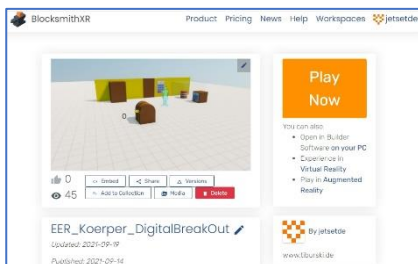 BlocksmithXR Product Pricing News Help Workspaces jetsetde
0
0
45
Embed Share Versions
Add to Collection Media Delete
EER_Koerper_DigitalBreakOut
Updated: 2021-09-19
Published: 2021-09-14
Play
Now
You can also
Open in Builder
Software on your PC
Experience in
Virtual Reality
Play in Augmented
Reality
By jetsetde
www.tiburski.de